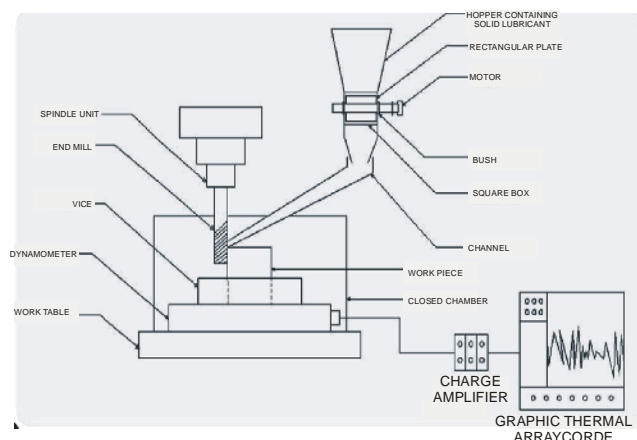 HOPPER CONTAINING
SOLID LUBRICANT
RECTANGULAR PLATE
MOTOR
SPINDLE UNIT
END MILL
BUSH
SQUARE BOX
VICE
CHANNEL
DYNAMOMETER
WORK PIECE
CLOSED CHAMBER
WORK TABLE
CHARGE
AMPLIFIER
GRAPHIC THERMAL
ARRAYCORDE